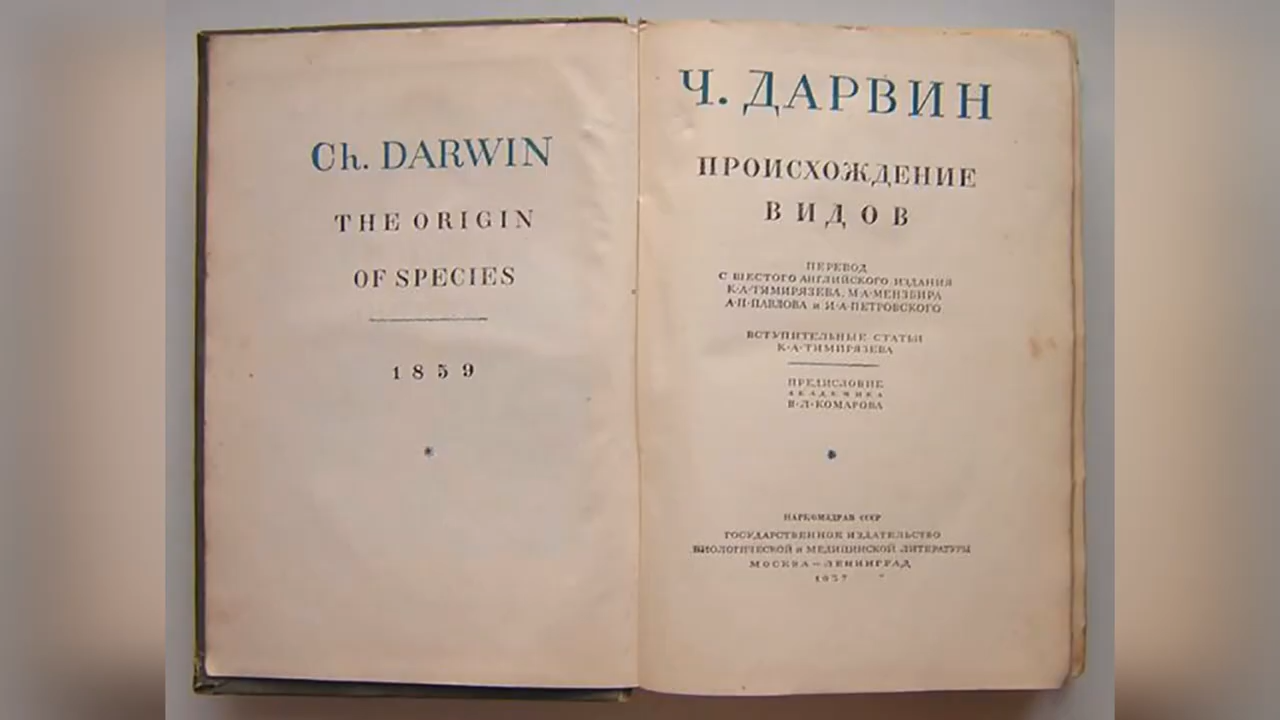 Ch. DARWIN
THE ORIGIN
OF SPECIES
1859
*
Ч. ДАРВИН
ПРОИСХОЖДЕНИЕ
ВИДОВ
ПЕРЕВОД
С ШЕСТОГО АНГЛИЙСКОГО ИЗДАНИЯ
К·А·ТИМИРЯЗЕВА, М·А·МЕНЗБИРА
А·П·ПАВЛОВА и И·А·ПЕТРОВСКОГО
ВСТУПИТЕЛЬНЫЕ СТАТЬИ
К·А·ТИМИРЯЗЕВА
ПРЕДИСЛОВИЕ
АКАДЕМИКА
В·Л·КОМАРОВА
*
НАРКОМЗДРАВ СССР
ГОСУДАРСТВЕННОЕ ИЗДАТЕЛЬСТВО
БИОЛОГИЧЕСКОЙ и МЕДИЦИНСКОЙ ЛИТЕРАТУРЫ
МОСКВА — ЛЕНИНГРАД
1937